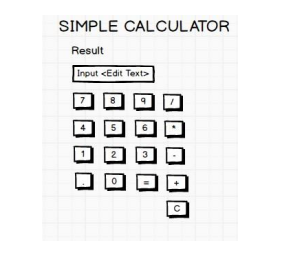 SIMPLE CALCULATOR
Result
Input <Edit Text>
7 8 9 /
4 5 6 *
1 2 3 -
. 0 = +
C